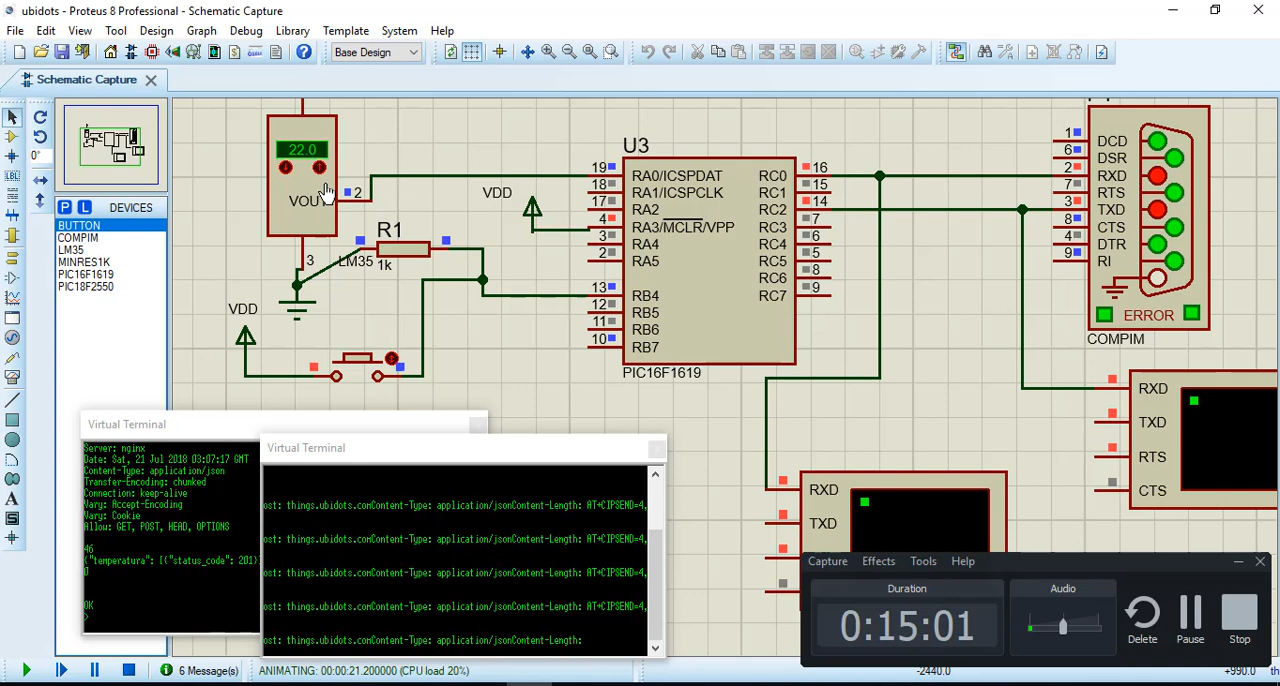 ubidots - Proteus 8 Professional - Schematic Capture
File Edit View Tool Design Graph Debug Library Template System Help
Base Design
Schematic Capture
0°
P L DEVICES
BUTTON
COMPIM
LM35
MINRES1K
PIC16F1619
PIC18F2550
22.0
VOUT
2
3
LM35
R1
1k
VDD
VDD
U3
19
18
17
4
3
2
13
12
11
10
RA0/ICSPDAT
RA1/ICSPCLK
RA2
RA3/MCLR/VPP
RA4
RA5
RB4
RB5
RB6
RB7
RC0
RC1
RC2
RC3
RC4
RC5
RC6
RC7
16
15
14
7
6
5
8
9
PIC16F1619
1
6
2
7
3
8
4
9
DCD
DSR
RXD
RTS
TXD
CTS
DTR
RI
ERROR
COMPIM
RXD
TXD
RTS
CTS
RXD
TXD
Virtual Terminal
Server: nginx
Date: Sat, 21 Jul 2018 03:07:17 GMT
Content-Type: application/json
Transfer-Encoding: chunked
Connection: keep-alive
Vary: Accept-Encoding
Vary: Cookie
Allow: GET, POST, HEAD, OPTIONS
46
{"temperatura": [{"status_code": 201}]
0
OK
>
Virtual Terminal
ost: things.ubidots.comContent-Type: application/jsonContent-Length: AT+CIPSEND=4,
ost: things.ubidots.comContent-Type: application/jsonContent-Length: AT+CIPSEND=4,
ost: things.ubidots.comContent-Type: application/jsonContent-Length: AT+CIPSEND=4,
ost: things.ubidots.comContent-Type: application/jsonContent-Length: AT+CIPSEND=4,
ost: things.ubidots.comContent-Type: application/jsonContent-Length:
Capture Effects Tools Help
Duration
0:15:01
Audio
Delete
Pause
Stop
6 Message(s)
ANIMATING: 00:00:21.200000 (CPU load 20%)
-2440.0
+990.0
th